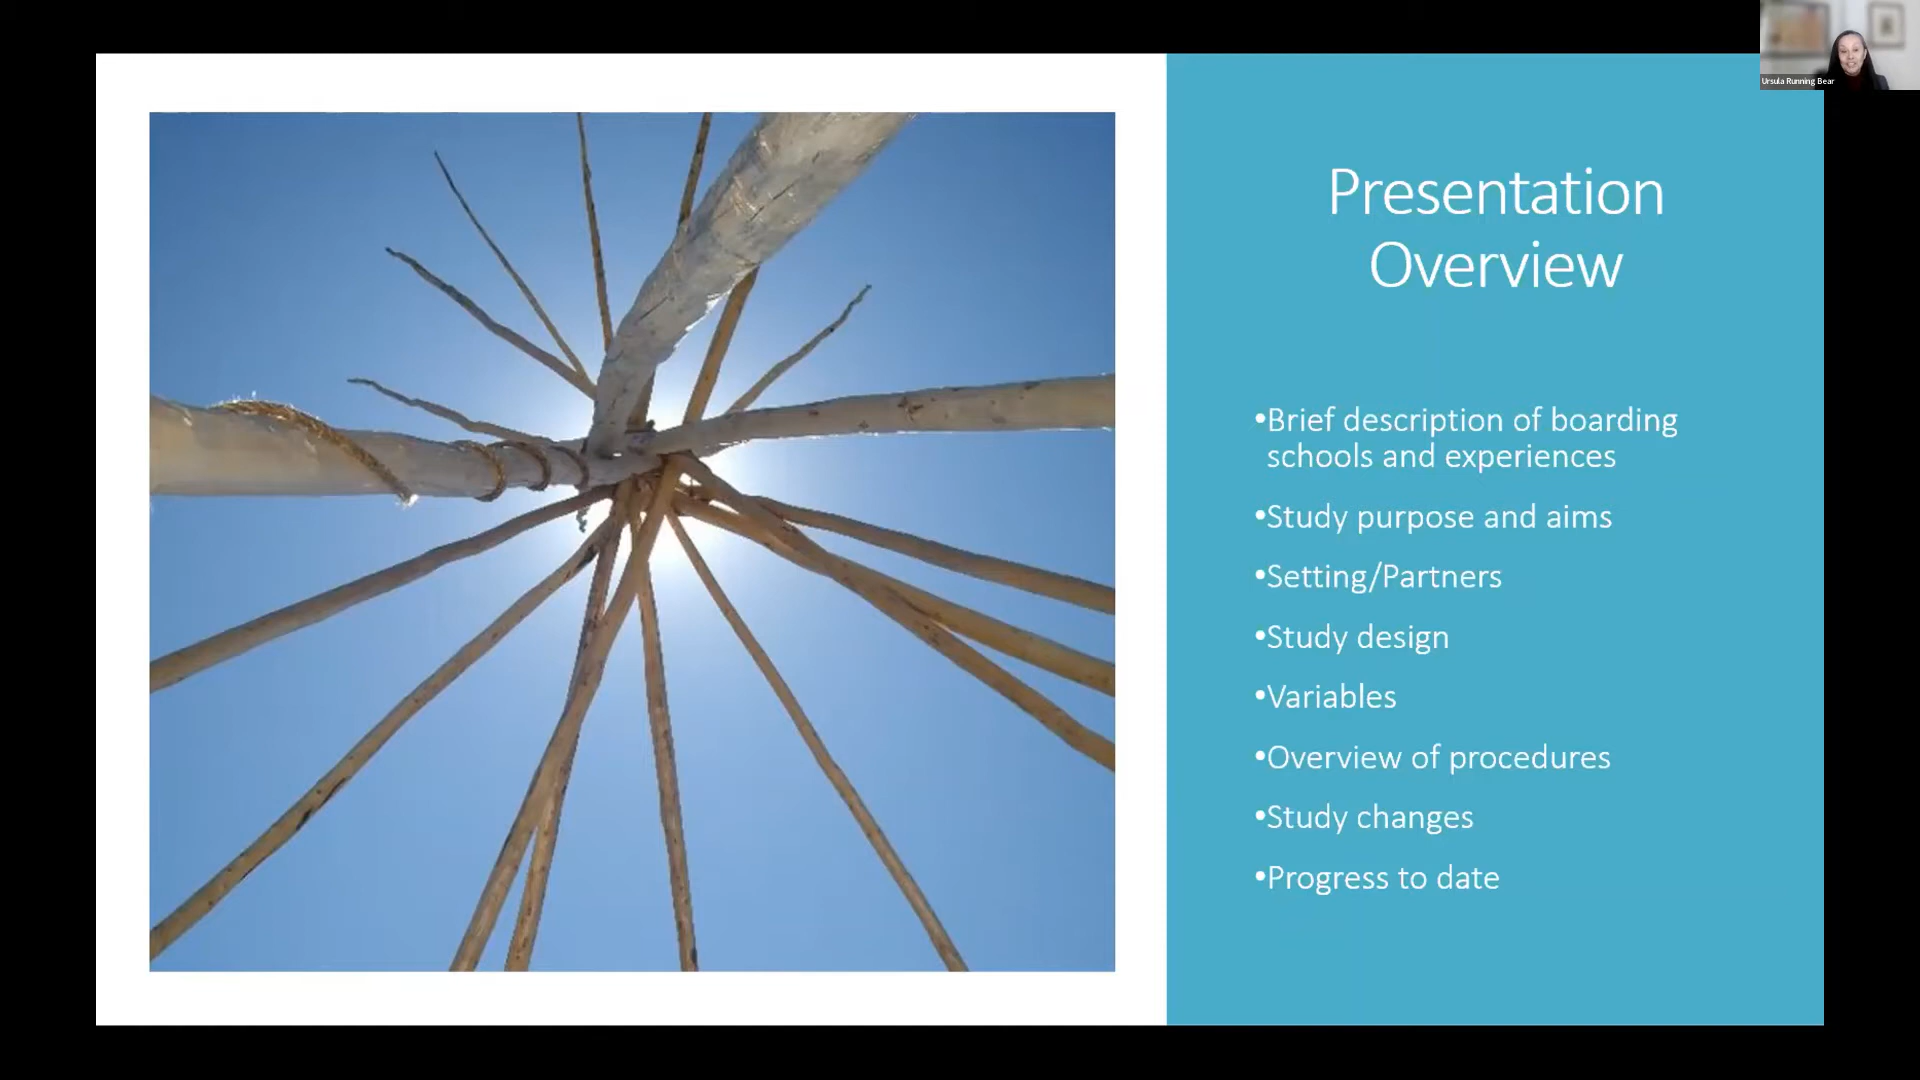 Ursula Running Bear
Presentation
Overview
•Brief description of boarding
schools and experiences
•Study purpose and aims
•Setting/Partners
•Study design
•Variables
•Overview of procedures
•Study changes
•Progress to date